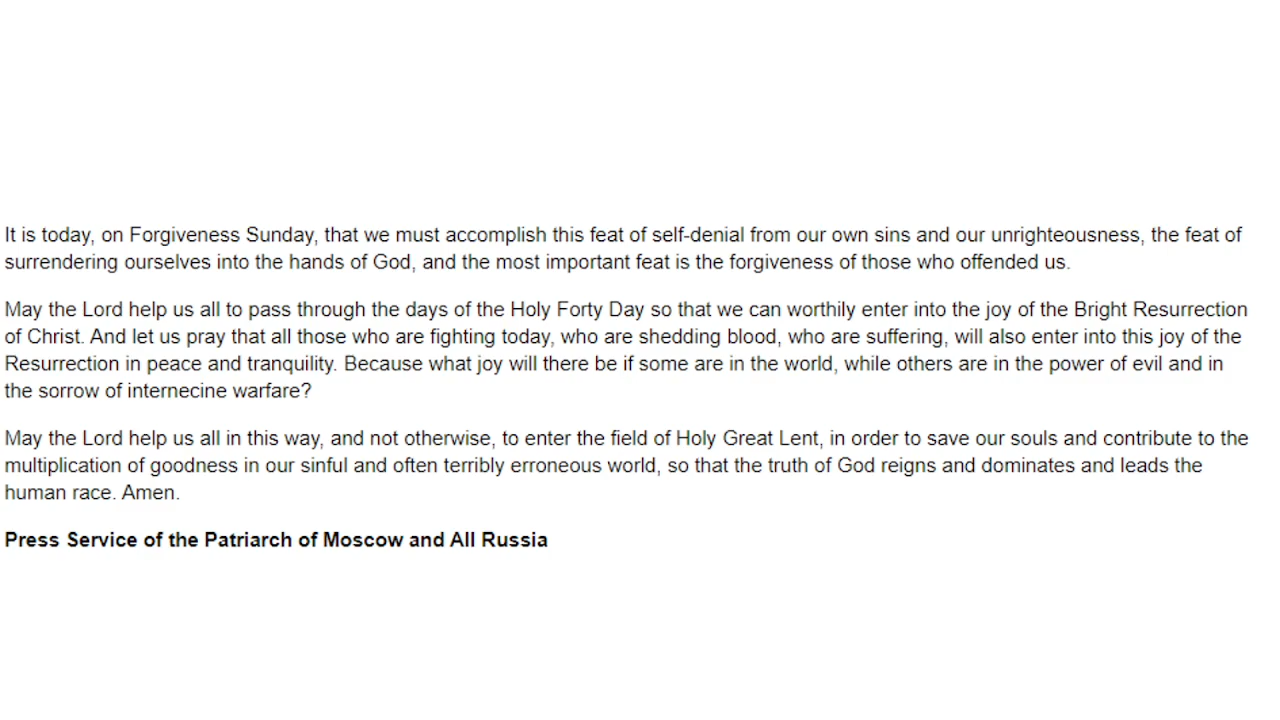 It is today, on Forgiveness Sunday, that we must accomplish this feat of self-denial from our own sins and our unrighteousness, the feat of
surrendering ourselves into the hands of God, and the most important feat is the forgiveness of those who offended us.
May the Lord help us all to pass through the days of the Holy Forty Day so that we can worthily enter into the joy of the Bright Resurrection
of Christ. And let us pray that all those who are fighting today, who are shedding blood, who are suffering, will also enter into this joy of the
Resurrection in peace and tranquility. Because what joy will there be if some are in the world, while others are in the power of evil and in
the sorrow of internecine warfare?
May the Lord help us all in this way, and not otherwise, to enter the field of Holy Great Lent, in order to save our souls and contribute to the
multiplication of goodness in our sinful and often terribly erroneous world, so that the truth of God reigns and dominates and leads the
human race. Amen.
Press Service of the Patriarch of Moscow and All Russia